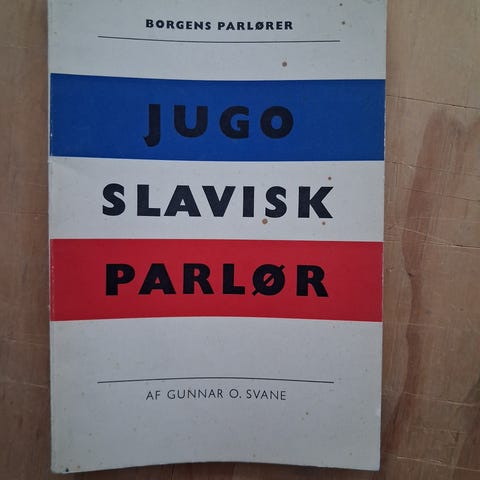 BORGENS PARLØRER
JUGO
SLAVISK
PARLØR
AF GUNNAR O. SVANE